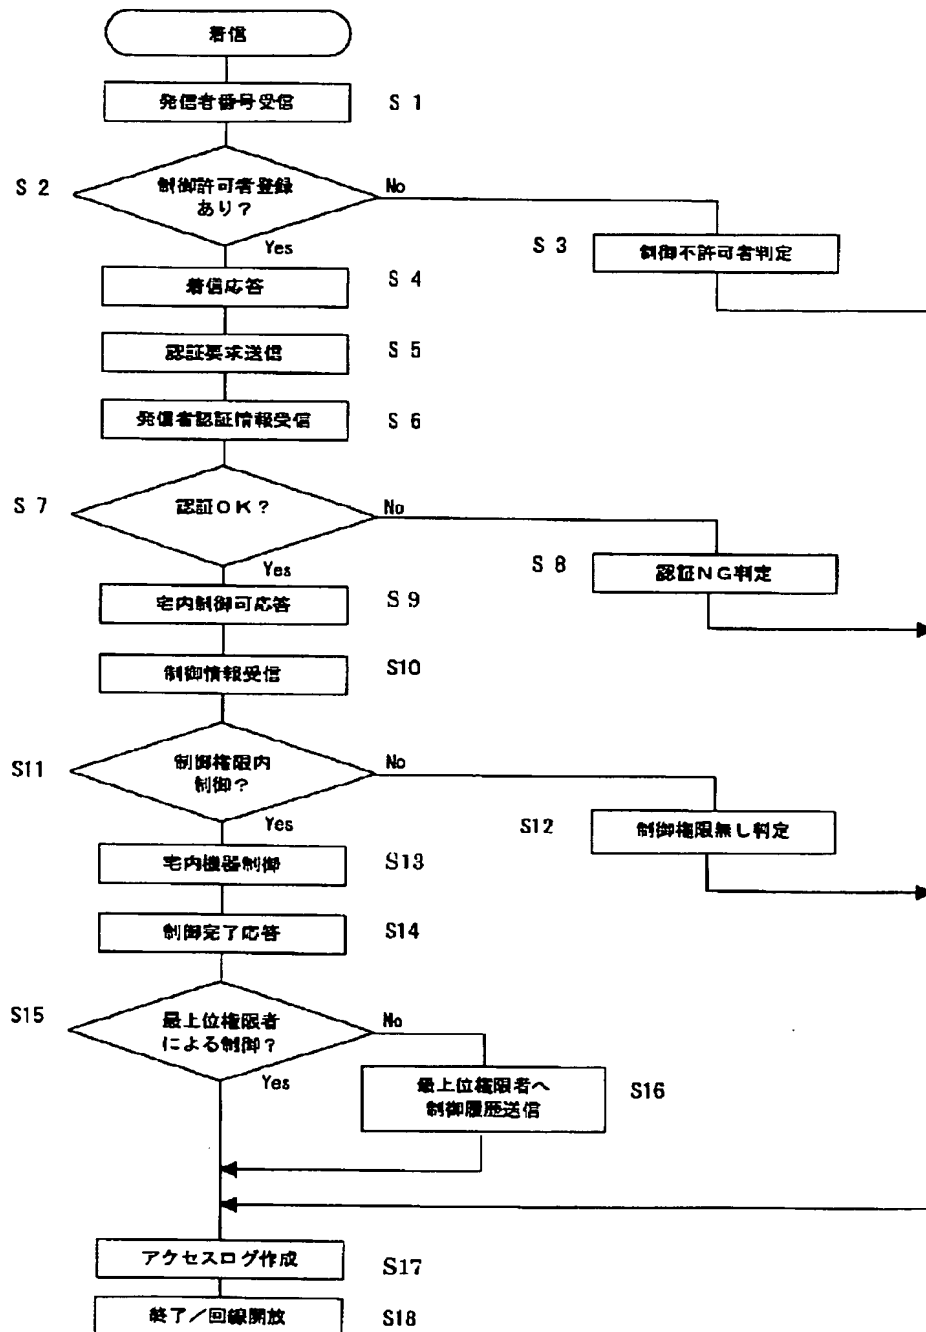 着信
発信者番号受信
S 1
S 2
制御許可者登録
あり？
No
Yes
S 3
制御不許可者判定
着信応答
S 4
認証要求送信
S 5
発信者認証情報受信
S 6
S 7
認証OK？
No
Yes
S 8
認証NG判定
宅内制御可応答
S 9
制御情報受信
S10
S11
制御権限内
制御？
No
Yes
S12
制御権限無し判定
宅内機器制御
S13
制御完了応答
S14
S15
最上位権限者
による制御？
No
Yes
最上位権限者へ
制御履歴送信
S16
アクセスログ作成
S17
終了／回線開放
S18